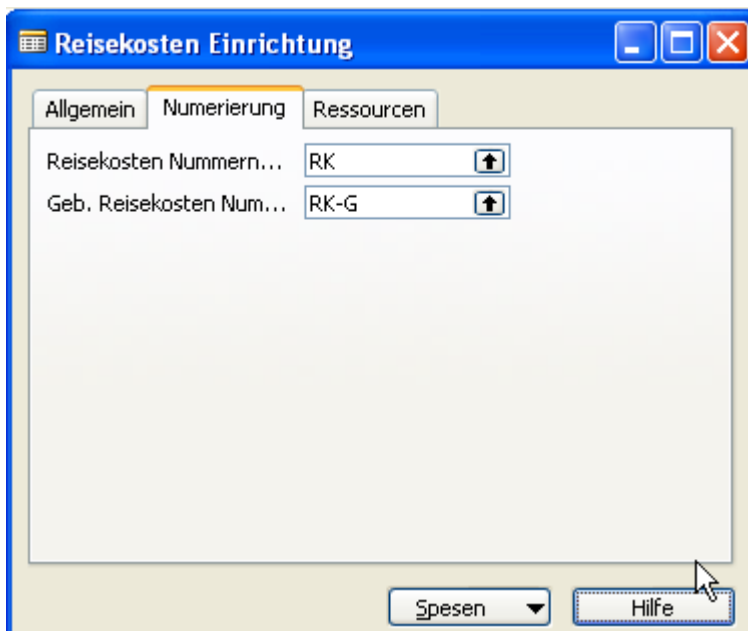 Reisekosten Einrichtung
Allgemein Numerierung Ressourcen
Reisekosten Nummern... RK
Geb. Reisekosten Num... RK-G
Spesen Hilfe